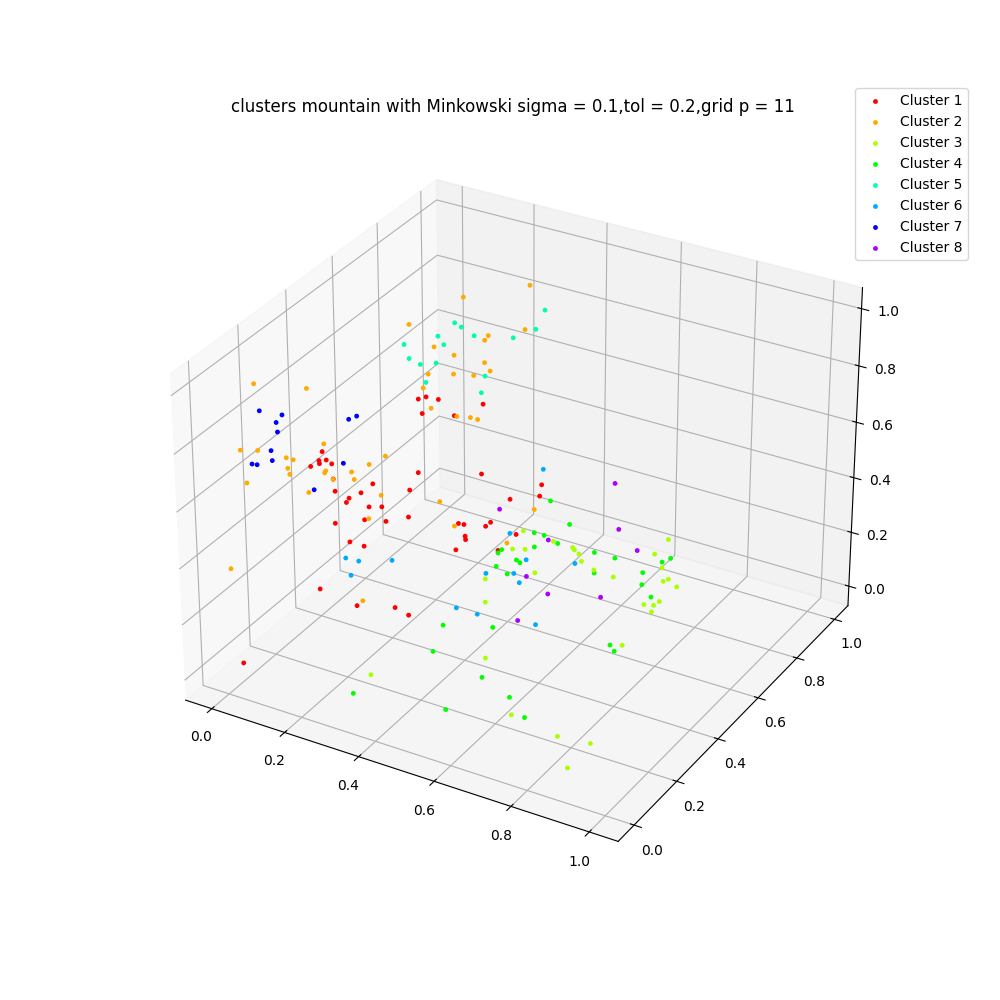 clusters mountain with Minkowski sigma = 0.1,tol = 0.2,grid p = 11
Cluster 1
Cluster 2
Cluster 3
Cluster 4
Cluster 5
Cluster 6
Cluster 7
Cluster 8
1.0
0.8
0.6
0.4
0.2
0.0
1.0
0.8
0.6
0.4
0.2
0.0
0.0
0.2
0.4
0.6
0.8
1.0